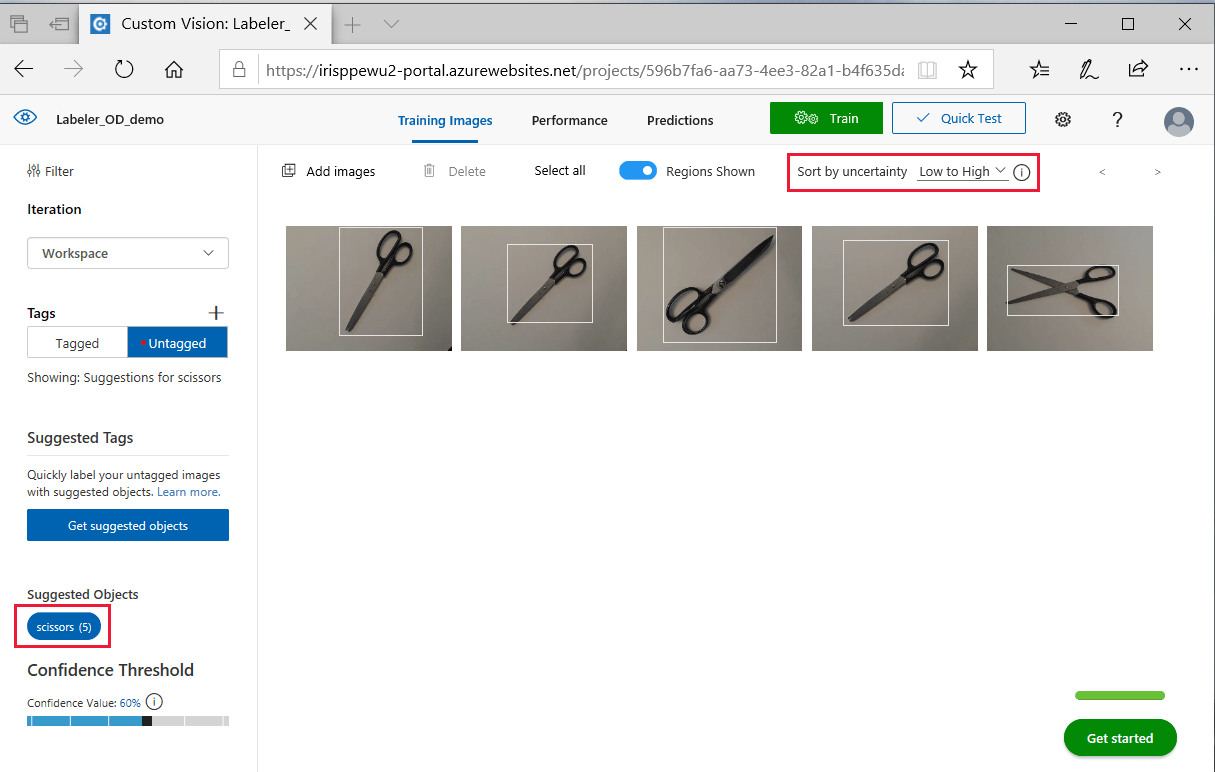 Custom Vision: Labeler_
https://irisppewu2-portal.azurewebsites.net/projects/596b7fa6-aa73-4ee3-82a1-b4f635da
Labeler_OD_demo
Training Images
Performance
Predictions
Train
Quick Test
?
Filter
Add images
Delete
Select all
Regions Shown
Sort by uncertainty
Low to High
<
>
Iteration
Workspace
Tags
Tagged
Untagged
Showing: Suggestions for scissors
Suggested Tags
Quickly label your untagged images
with suggested objects. Learn more.
Get suggested objects
Suggested Objects
scissors (5)
Confidence Threshold
Confidence Value: 60%
Get started